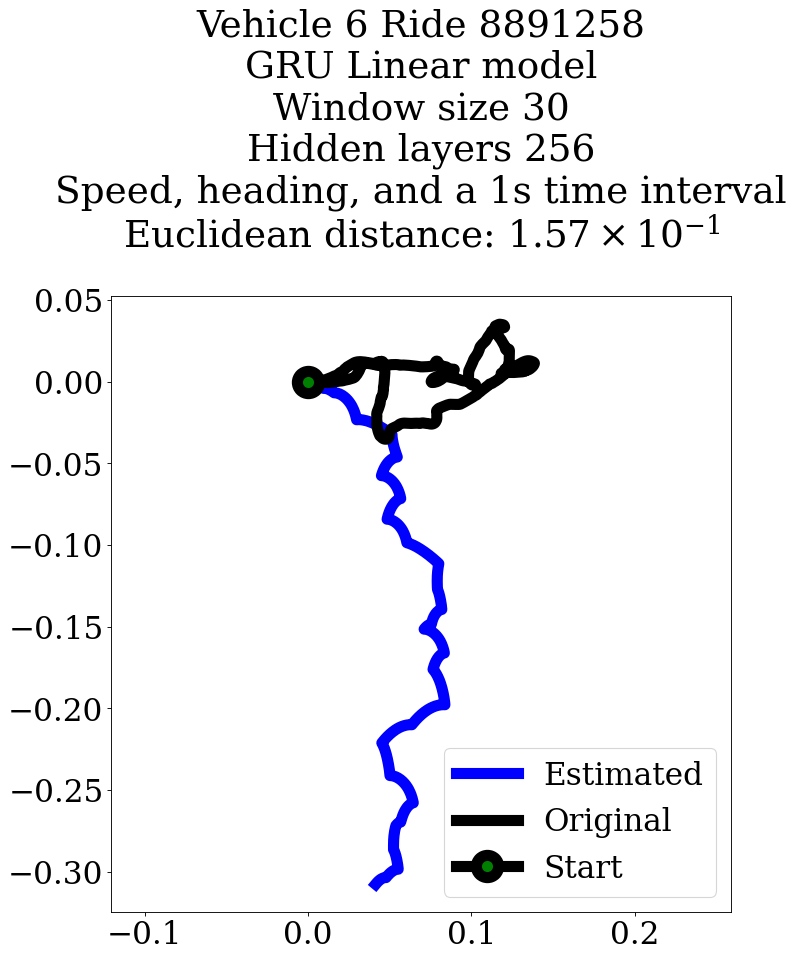 Vehicle 6 Ride 8891258
GRU Linear model
Window size 30
Hidden layers 256
Speed, heading, and a 1s time interval
Euclidean distance: 1.57 × 10⁻¹
0.05
0.00
−0.05
−0.10
−0.15
−0.20
−0.25
−0.30
Estimated
Original
Start
−0.1
0.0
0.1
0.2